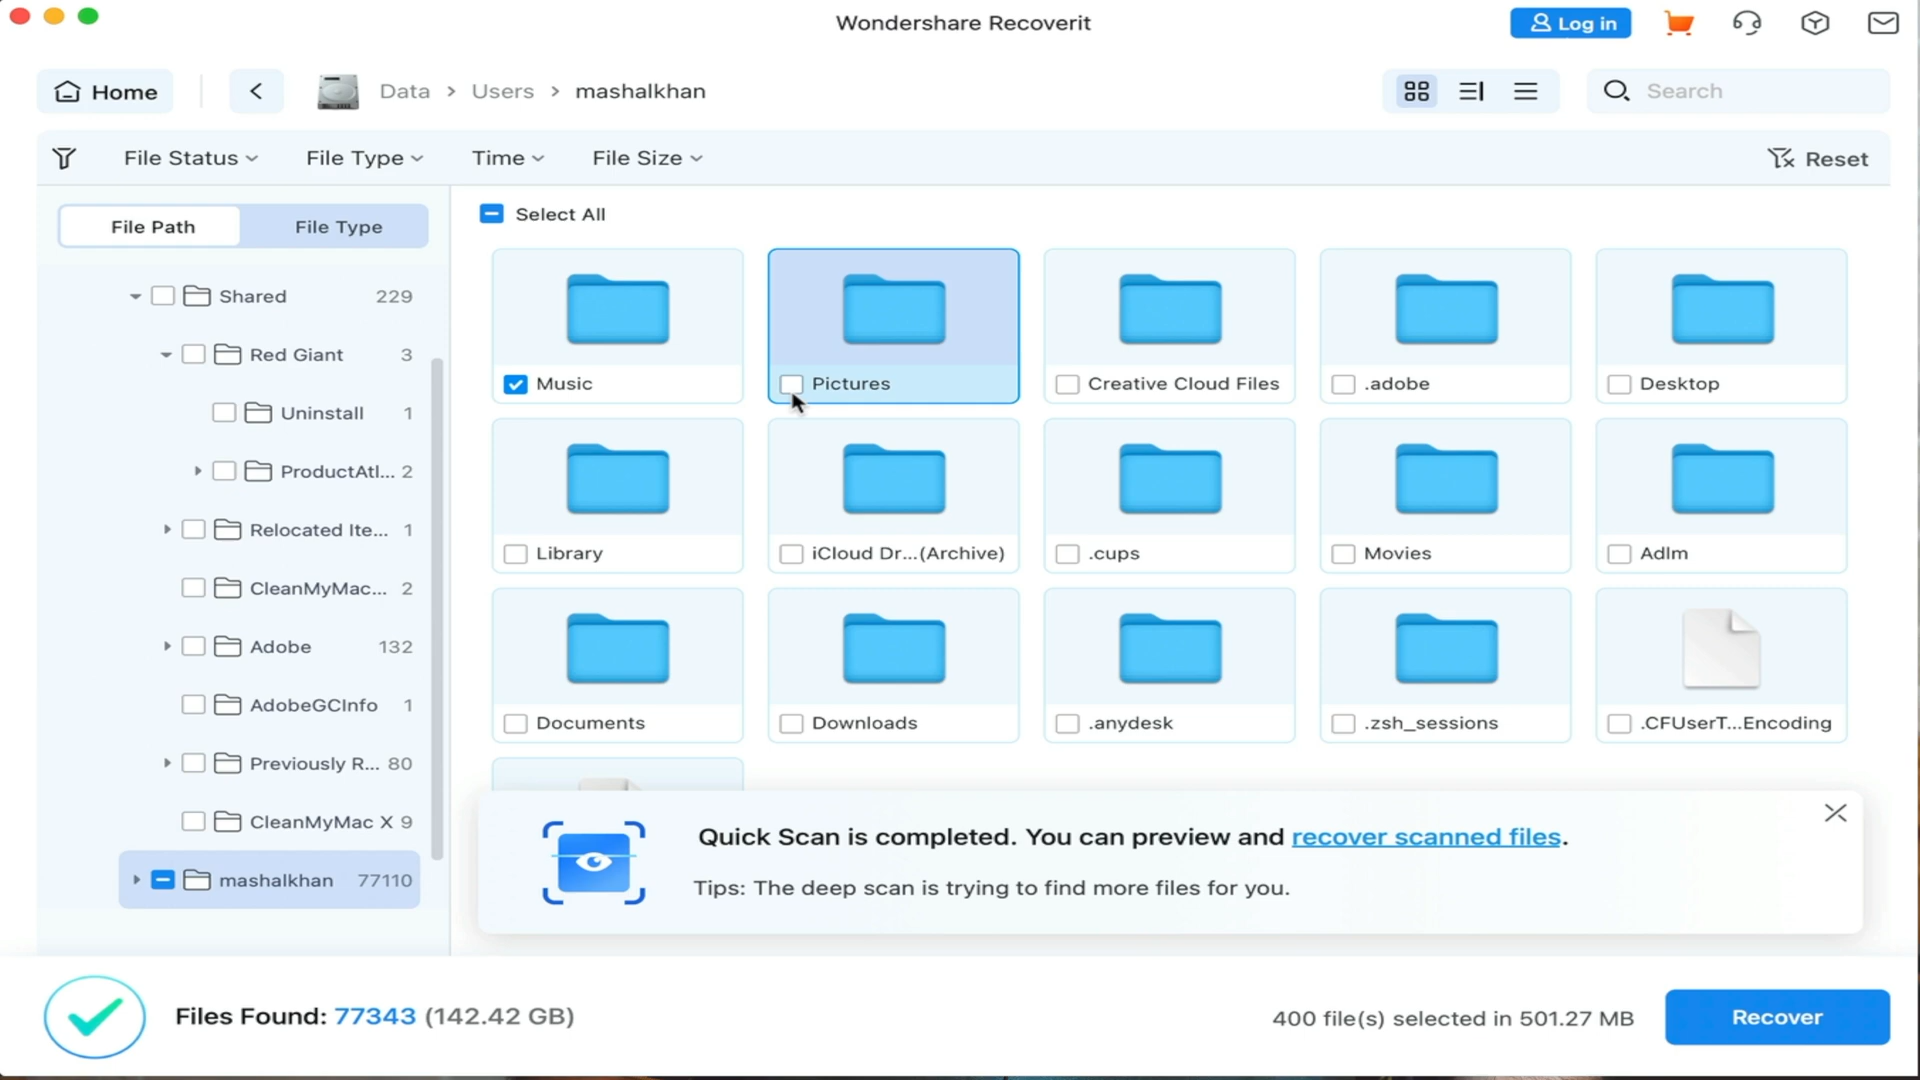 Wondershare Recoverit
Log in
Home
Data > Users > mashalkhan
Search
File Status
File Type
Time
File Size
Reset
File Path
File Type
Select All
Shared 229
Red Giant 3
Uninstall 1
ProductAtl... 2
Relocated Ite... 1
CleanMyMac... 2
Adobe 132
AdobeGCInfo 1
Previously R... 80
CleanMyMac X 9
mashalkhan 77110
Music
Pictures
Creative Cloud Files
.adobe
Desktop
Library
iCloud Dr...(Archive)
.cups
Movies
Adlm
Documents
Downloads
.anydesk
.zsh_sessions
.CFUserT...Encoding
Quick Scan is completed. You can preview and recover scanned files.
Tips: The deep scan is trying to find more files for you.
Files Found: 77343 (142.42 GB)
400 file(s) selected in 501.27 MB
Recover